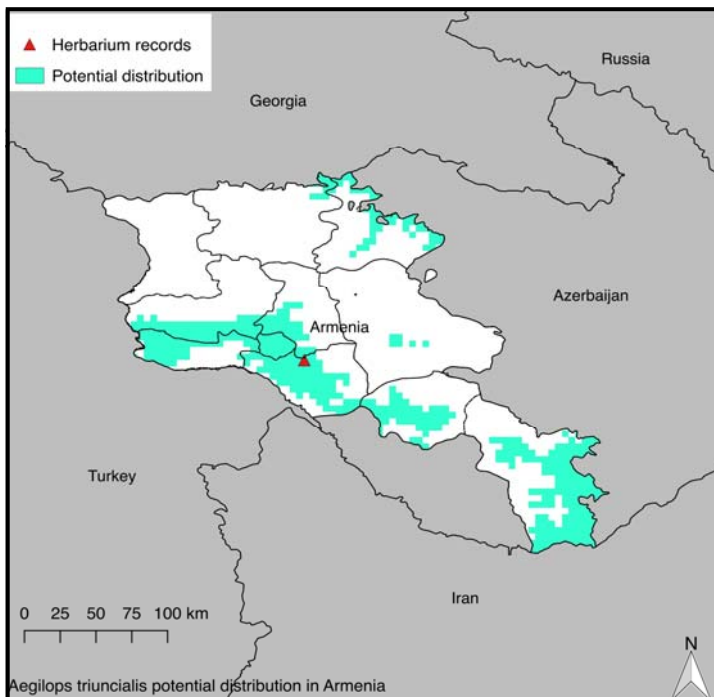 Herbarium records
Potential distribution
Russia
Georgia
Azerbaijan
Armenia
Turkey
Iran
0 25 50 75 100 km
N
Aegilops triuncialis potential distribution in Armenia